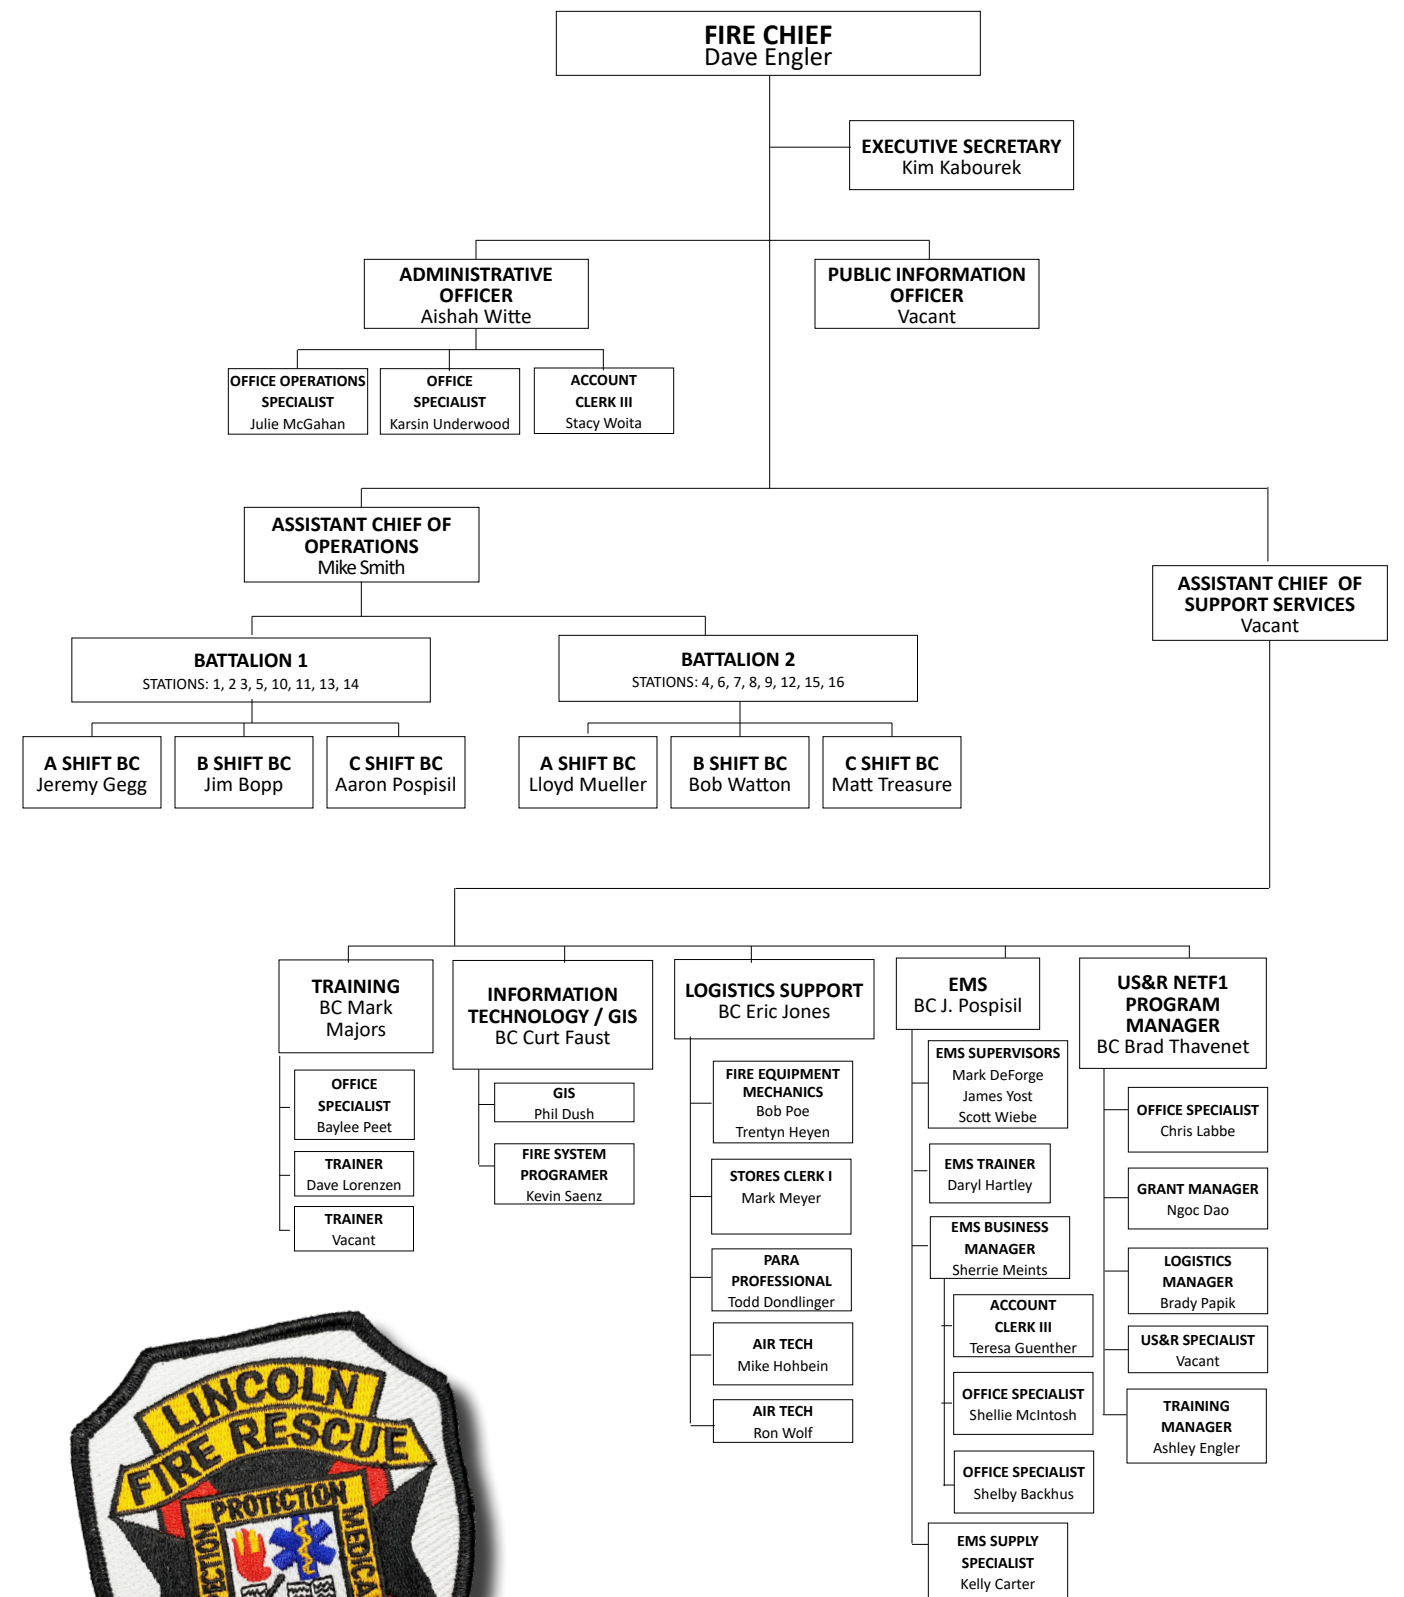 FIRE CHIEF
Dave Engler
EXECUTIVE SECRETARY
Kim Kabourek
ADMINISTRATIVE
OFFICER
Aishah Witte
PUBLIC INFORMATION
OFFICER
Vacant
OFFICE OPERATIONS
SPECIALIST
Julie McGahan
OFFICE
SPECIALIST
Karsin Underwood
ACCOUNT
CLERK III
Stacy Woita
ASSISTANT CHIEF OF
OPERATIONS
Mike Smith
ASSISTANT CHIEF OF
SUPPORT SERVICES
Vacant
BATTALION 1
STATIONS: 1, 2 3, 5, 10, 11, 13, 14
BATTALION 2
STATIONS: 4, 6, 7, 8, 9, 12, 15, 16
A SHIFT BC
Jeremy Gegg
B SHIFT BC
Jim Bopp
C SHIFT BC
Aaron Pospisil
A SHIFT BC
Lloyd Mueller
B SHIFT BC
Bob Watton
C SHIFT BC
Matt Treasure
TRAINING
BC Mark
Majors
OFFICE
SPECIALIST
Baylee Peet
TRAINER
Dave Lorenzen
TRAINER
Vacant
INFORMATION
TECHNOLOGY / GIS
BC Curt Faust
GIS
Phil Dush
FIRE SYSTEM
PROGRAMER
Kevin Saenz
LOGISTICS SUPPORT
BC Eric Jones
FIRE EQUIPMENT
MECHANICS
Bob Poe
Trentyn Heyen
STORES CLERK I
Mark Meyer
PARA
PROFESSIONAL
Todd Dondlinger
AIR TECH
Mike Hohbein
AIR TECH
Ron Wolf
EMS
BC J. Pospisil
EMS SUPERVISORS
Mark DeForge
James Yost
Scott Wiebe
EMS TRAINER
Daryl Hartley
EMS BUSINESS
MANAGER
Sherrie Meints
ACCOUNT
CLERK III
Teresa Guenther
OFFICE SPECIALIST
Shellie McIntosh
OFFICE SPECIALIST
Shelby Backhus
EMS SUPPLY
SPECIALIST
Kelly Carter
US&R NETF1
PROGRAM
MANAGER
BC Brad Thavenet
OFFICE SPECIALIST
Chris Labbe
GRANT MANAGER
Ngoc Dao
LOGISTICS
MANAGER
Brady Papik
US&R SPECIALIST
Vacant
TRAINING
MANAGER
Ashley Engler
LINCOLN
FIRE RESCUE
PROTECTION